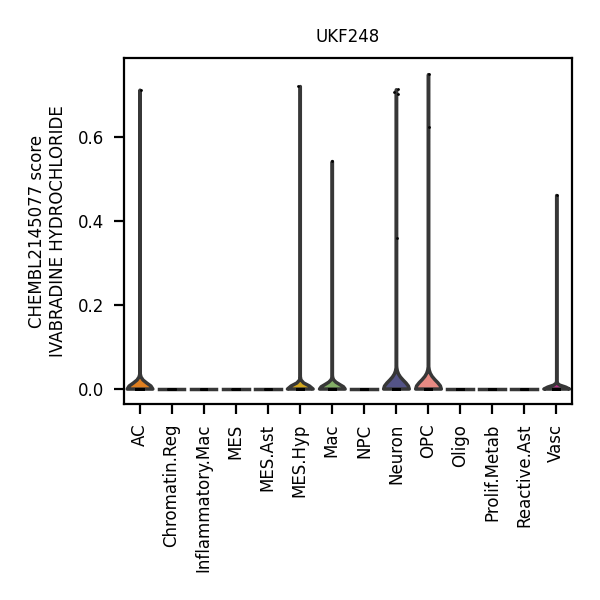 UKF248
CHEMBL2145077 score
IVABRADINE HYDROCHLORIDE
0.6
0.4
0.2
0.0
AC
Chromatin.Reg
Inflammatory.Mac
MES
MES.Ast
MES.Hyp
Mac
NPC
Neuron
OPC
Oligo
Prolif.Metab
Reactive.Ast
Vasc